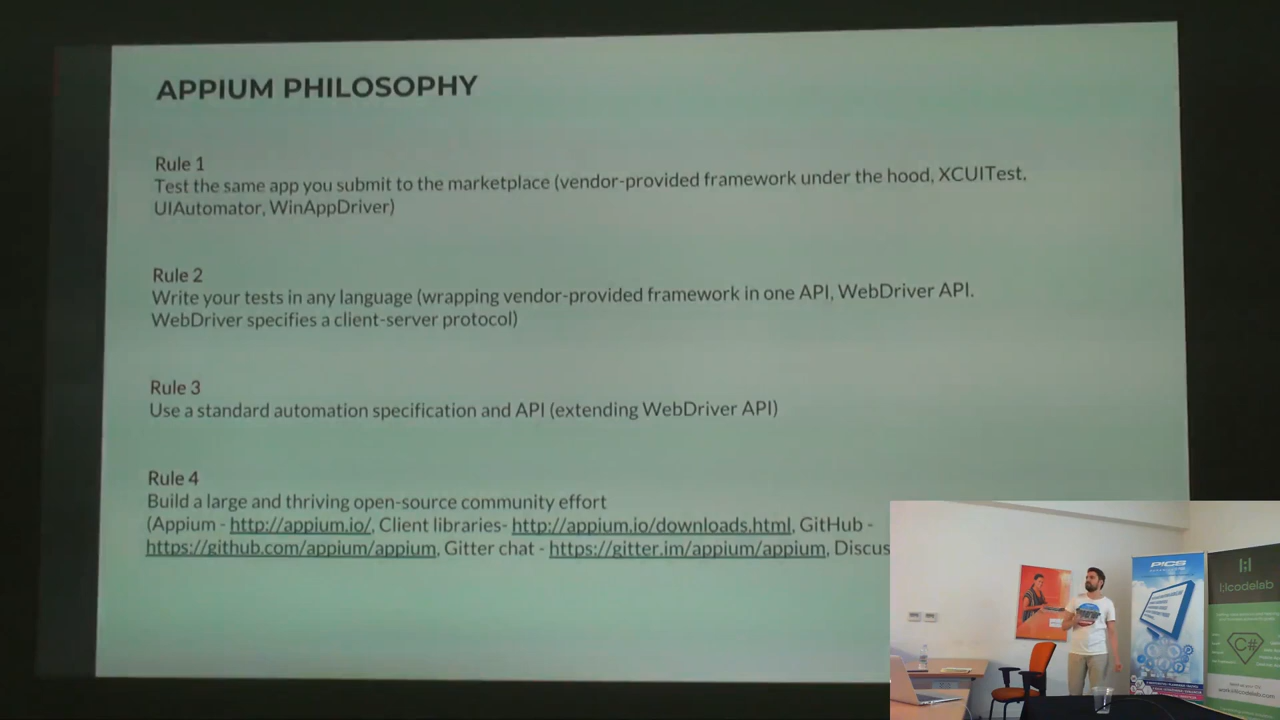 APPIUM PHILOSOPHY
Rule 1
Test the same app you submit to the marketplace (vendor-provided framework under the hood, XCUITest,
UIAutomator, WinAppDriver)
Rule 2
Write your tests in any language (wrapping vendor-provided framework in one API, WebDriver API.
WebDriver specifies a client-server protocol)
Rule 3
Use a standard automation specification and API (extending WebDriver API)
Rule 4
Build a large and thriving open-source community effort
(Appium - http://appium.io/, Client libraries- http://appium.io/downloads.html, GitHub -
https://github.com/appium/appium, Gitter chat - https://gitter.im/appium/appium, Discus
PICS
codelab
C#